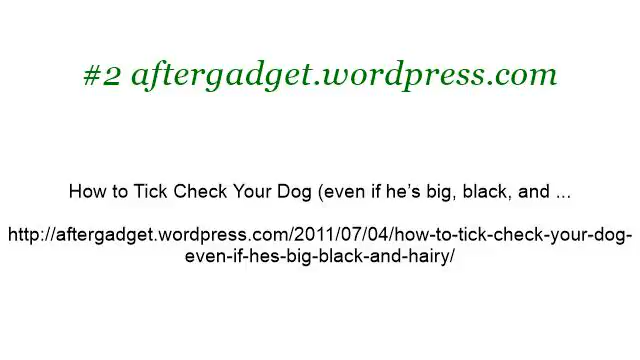 #2 aftergadget.wordpress.com
How to Tick Check Your Dog (even if he’s big, black, and ...
http://aftergadget.wordpress.com/2011/07/04/how-to-tick-check-your-dog-
even-if-hes-big-black-and-hairy/